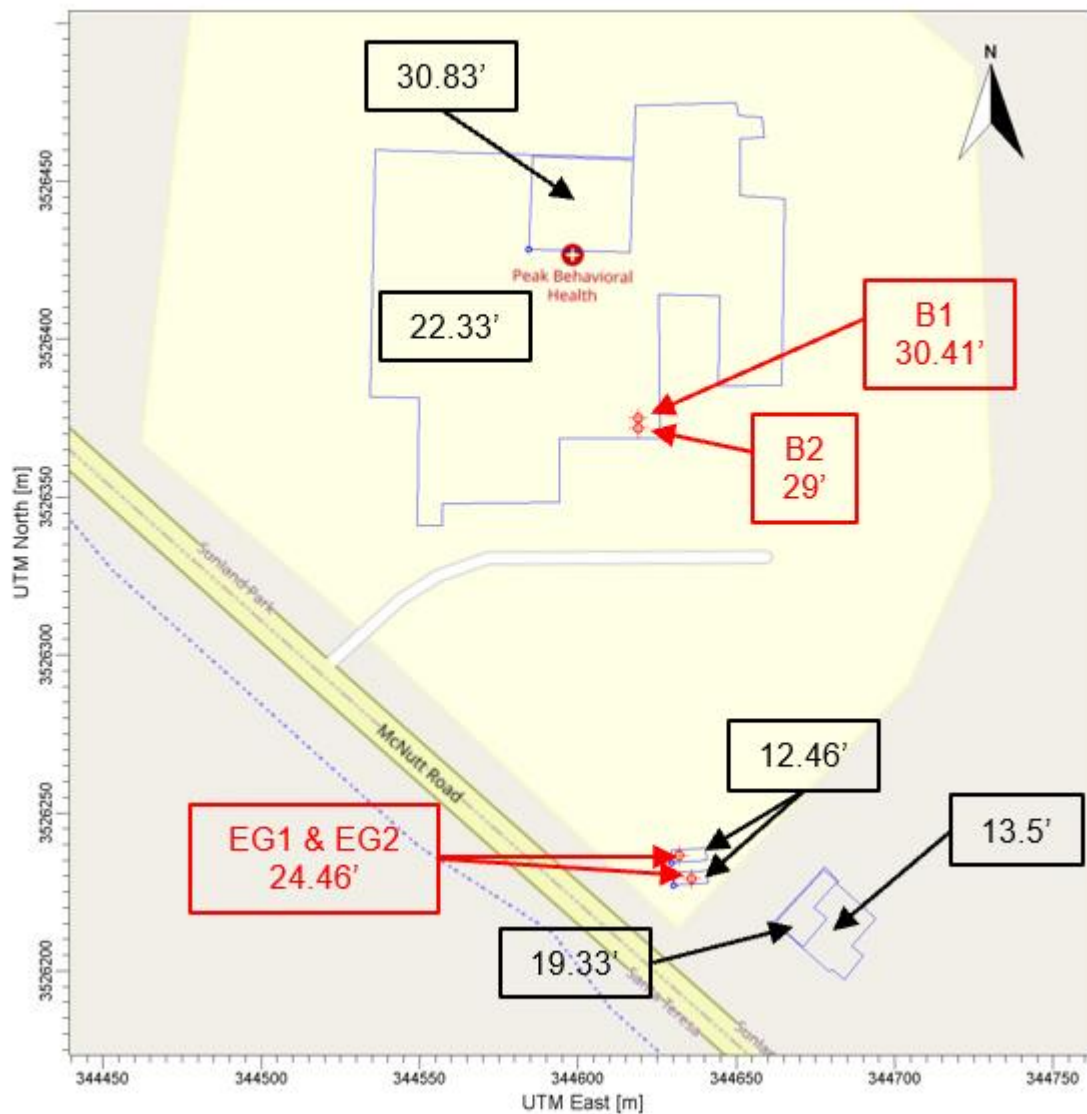 N
30.83’
Peak Behavioral
Health
22.33’
B1
30.41’
B2
29’
Sunland Park
McNutt Road
12.46’
EG1 & EG2
24.46’
13.5’
19.33’
Santa Teresa
UTM North [m]
3526450
3526400
3526350
3526300
3526250
3526200
344450
344500
344550
344600
344650
344700
344750
UTM East [m]